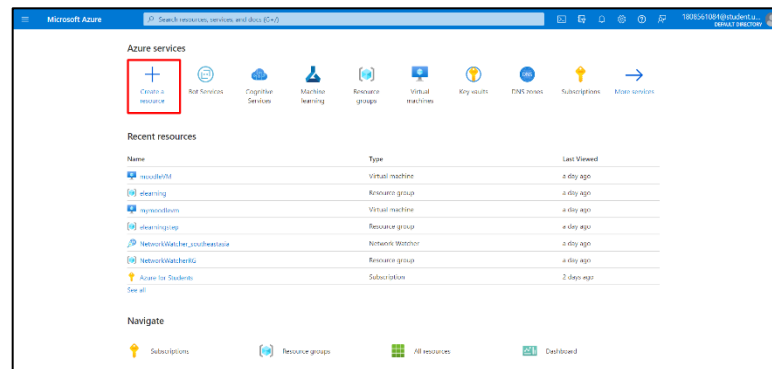 Microsoft Azure
Search resources, services, and docs (G+/)
1808561084@student.u...
DEFAULT DIRECTORY
Azure services
Create a resource
Bot Services
Cognitive Services
Machine learning
Resource groups
Virtual machines
Key vaults
DNS zones
Subscriptions
More services
Recent resources
Name Type Last Viewed
moodleVM Virtual machine a day ago
elearning Resource group a day ago
mymoodlevm Virtual machine a day ago
elearningstep Resource group a day ago
NetworkWatcher_southeastasia Network Watcher a day ago
NetworkWatcherRG Resource group a day ago
Azure for Students Subscription 2 days ago
See all
Navigate
Subscriptions Resource groups All resources Dashboard